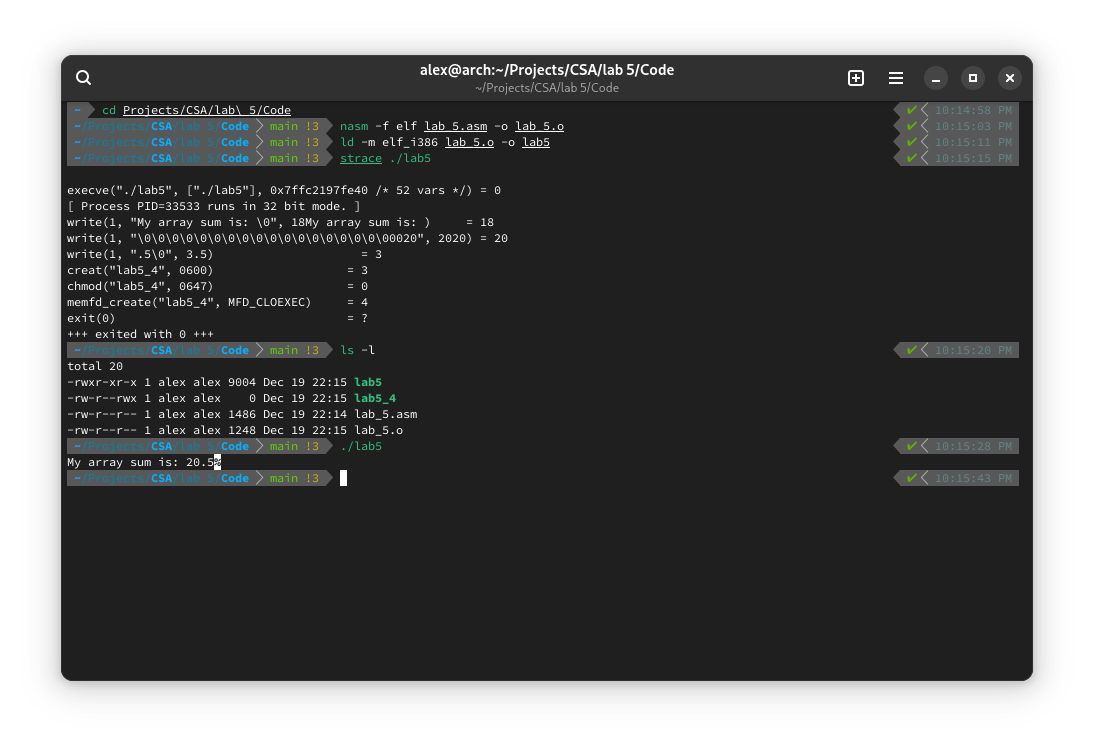 alex@arch:~/Projects/CSA/lab 5/Code
~/Projects/CSA/lab 5/Code
~ cd Projects/CSA/lab\ 5/Code ✔ 10:14:58 PM
~/Projects/CSA/lab 5/Code main !3 nasm -f elf lab_5.asm -o lab_5.o ✔ 10:15:03 PM
~/Projects/CSA/lab 5/Code main !3 ld -m elf_i386 lab_5.o -o lab5 ✔ 10:15:11 PM
~/Projects/CSA/lab 5/Code main !3 strace ./lab5 ✔ 10:15:15 PM
execve("./lab5", ["./lab5"], 0x7ffc2197fe40 /* 52 vars */) = 0
[ Process PID=33533 runs in 32 bit mode. ]
write(1, "My array sum is: \0", 18My array sum is: ) = 18
write(1, "\0\0\0\0\0\0\0\0\0\0\0\0\0\0\0\0\0\00020", 2020) = 20
write(1, ".5\0", 3.5) = 3
creat("lab5_4", 0600) = 3
chmod("lab5_4", 0647) = 0
memfd_create("lab5_4", MFD_CLOEXEC) = 4
exit(0) = ?
+++ exited with 0 +++
~/Projects/CSA/lab 5/Code main !3 ls -l ✔ 10:15:20 PM
total 20
-rwxr-xr-x 1 alex alex 9004 Dec 19 22:15 lab5
-rw-r--rwx 1 alex alex 0 Dec 19 22:15 lab5_4
-rw-r--r-- 1 alex alex 1486 Dec 19 22:14 lab_5.asm
-rw-r--r-- 1 alex alex 1248 Dec 19 22:15 lab_5.o
~/Projects/CSA/lab 5/Code main !3 ./lab5 ✔ 10:15:28 PM
My array sum is: 20.5%
~/Projects/CSA/lab 5/Code main !3 ✔ 10:15:43 PM